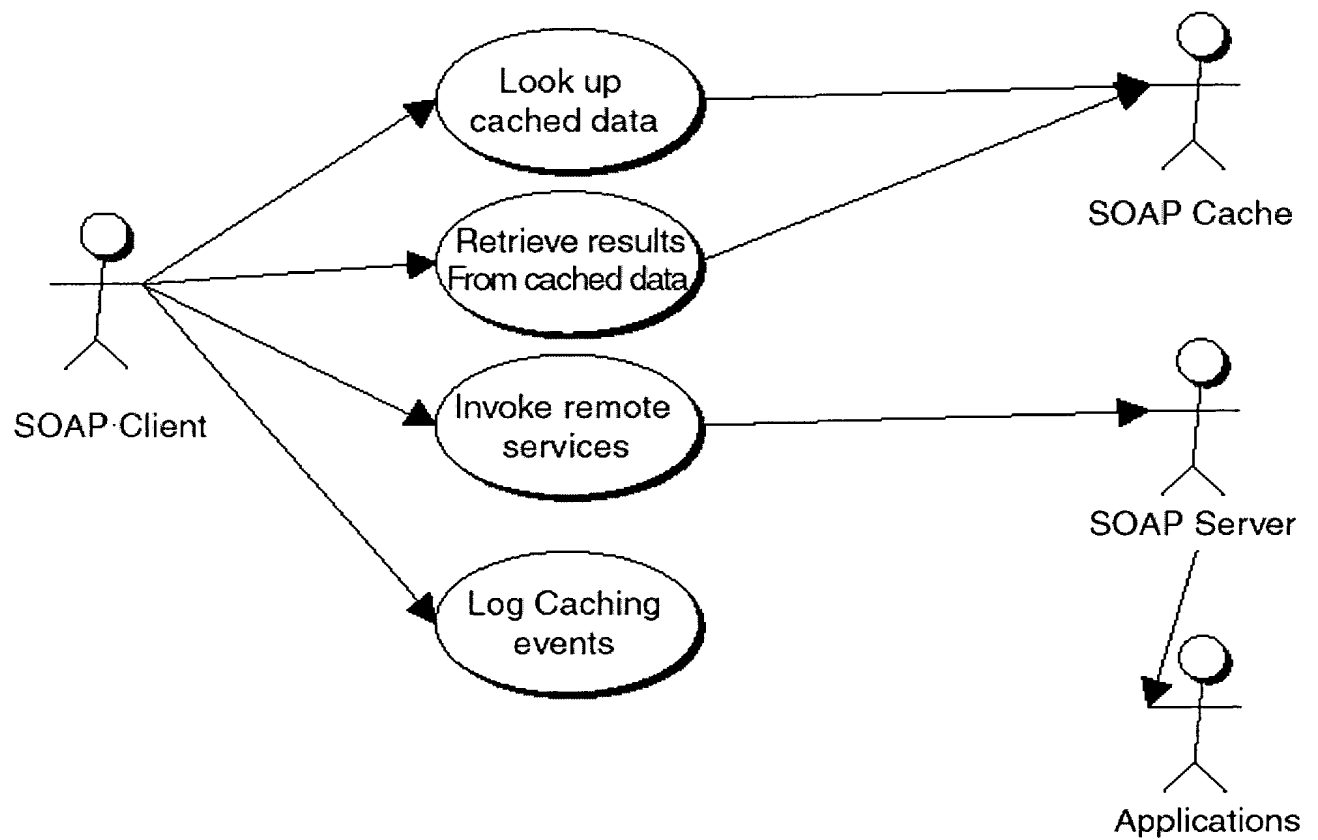 Look up
cached data
SOAP Cache
Retrieve results
From cached data
SOAP Client
Invoke remote
services
SOAP Server
Log Caching
events
Applications